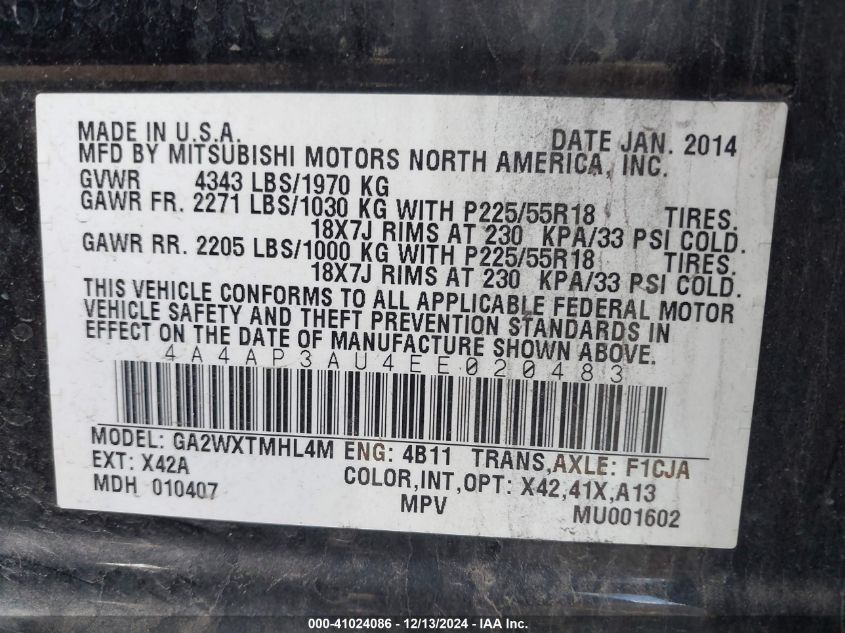 MADE IN U.S.A. DATE JAN. 2014
MFD BY MITSUBISHI MOTORS NORTH AMERICA, INC.
GVWR 4343 LBS/1970 KG
GAWR FR. 2271 LBS/1030 KG WITH P225/55R18 TIRES.
18X7J RIMS AT 230 KPA/33 PSI COLD.
GAWR RR. 2205 LBS/1000 KG WITH P225/55R18 TIRES.
18X7J RIMS AT 230 KPA/33 PSI COLD.
THIS VEHICLE CONFORMS TO ALL APPLICABLE FEDERAL MOTOR
VEHICLE SAFETY AND THEFT PREVENTION STANDARDS IN
EFFECT ON THE DATE OF MANUFACTURE SHOWN ABOVE.
4A4AP3AU4EE020483
MODEL: GA2WXTMHL4M ENG: 4B11 TRANS,AXLE: F1CJA
EXT: X42A COLOR,INT,OPT: X42,41X,A13
MDH 010407 MPV MU001602
000-41024086 - 12/13/2024 - IAA Inc.